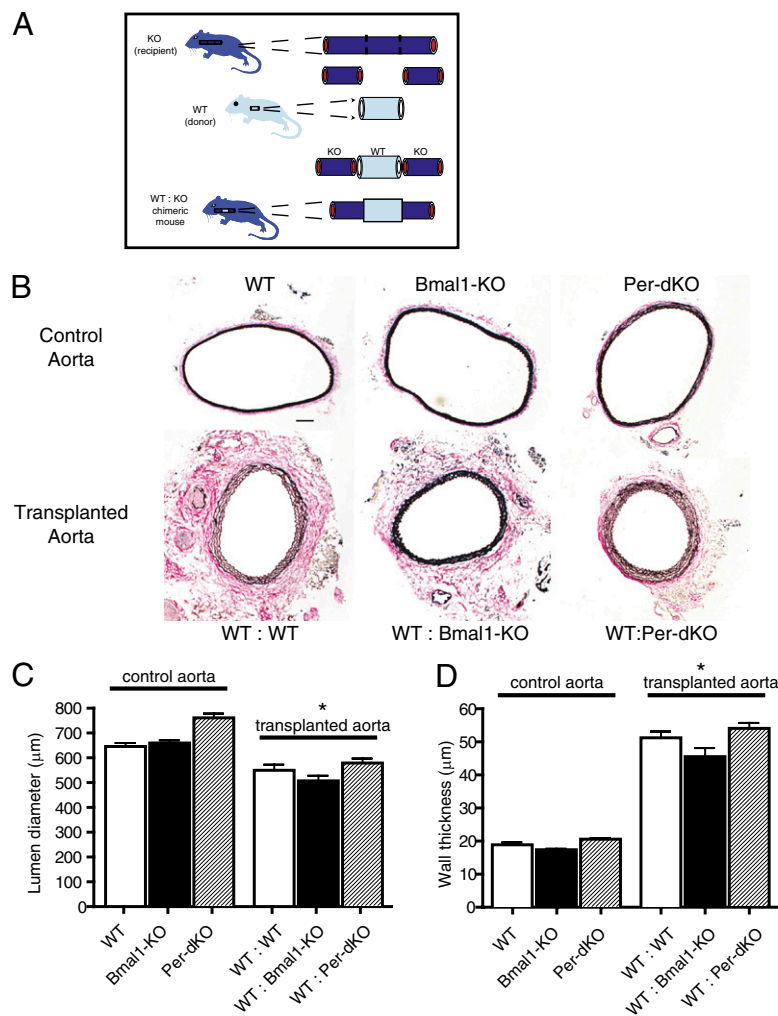 A
KO
(recipient)
WT
(donor)
KO WT KO
WT : KO
chimeric
mouse
B
WT Bmal1-KO Per-dKO
Control
Aorta
Transplanted
Aorta
WT : WT WT : Bmal1-KO WT:Per-dKO
C
control aorta
*
transplanted aorta
Lumen diameter (μm)
800
700
600
500
400
300
200
100
0
WT
Bmal1-KO
Per-dKO
WT : WT
WT : Bmal1-KO
WT : Per-dKO
D
control aorta
*
transplanted aorta
Wall thickness (μm)
60
50
40
30
20
10
0
WT
Bmal1-KO
Per-dKO
WT : WT
WT : Bmal1-KO
WT : Per-dKO